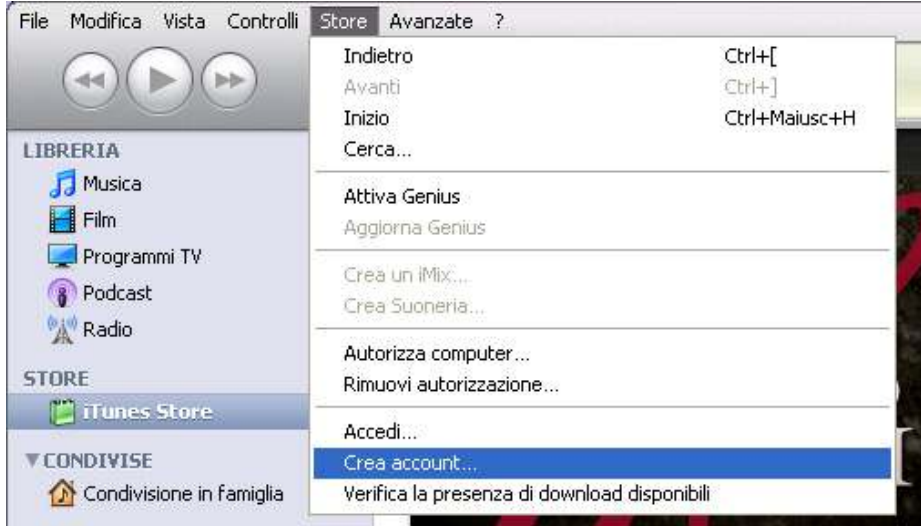 File Modifica Vista Controlli Store Avanzate ?
Indietro Ctrl+[
Avanti Ctrl+]
Inizio Ctrl+Maiusc+H
Cerca...
Attiva Genius
Aggiorna Genius
Crea un iMix...
Crea Suoneria...
Autorizza computer...
Rimuovi autorizzazione...
Accedi...
Crea account...
Verifica la presenza di download disponibili
LIBRERIA
Musica
Film
Programmi TV
Podcast
Radio
STORE
iTunes Store
CONDIVISE
Condivisione in famiglia